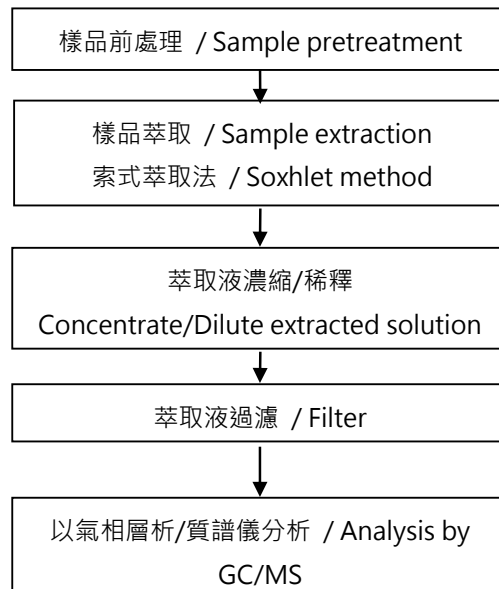 樣品前處理 / Sample pretreatment
樣品萃取 / Sample extraction
索式萃取法 / Soxhlet method
萃取液濃縮/稀釋
Concentrate/Dilute extracted solution
萃取液過濾 / Filter
以氣相層析/質譜儀分析 / Analysis by
GC/MS